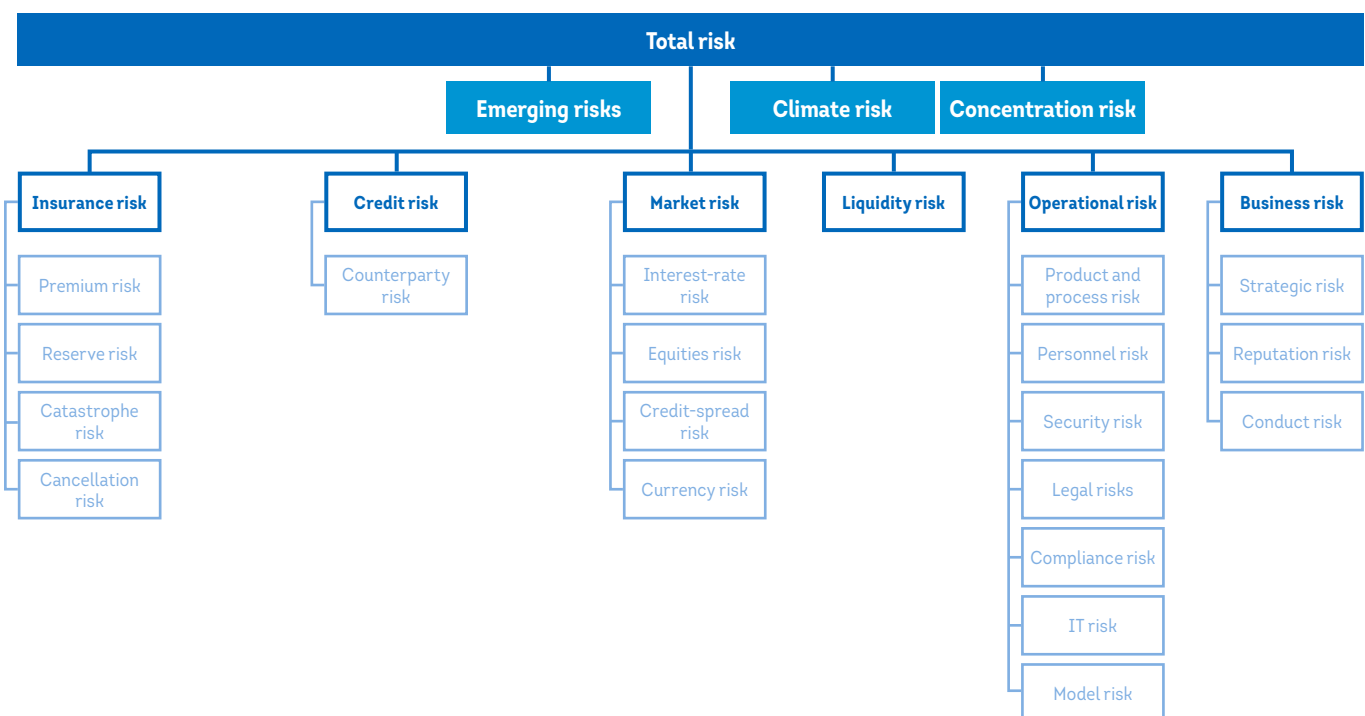 Total risk
Emerging risks
Climate risk
Concentration risk
Insurance risk
Credit risk
Market risk
Liquidity risk
Operational risk
Business risk
Premium risk
Reserve risk
Catastrophe
risk
Cancellation
risk
Counterparty
risk
Interest-rate
risk
Equities risk
Credit-spread
risk
Currency risk
Product and
process risk
Personnel risk
Security risk
Legal risks
Compliance risk
IT risk
Model risk
Strategic risk
Reputation risk
Conduct risk